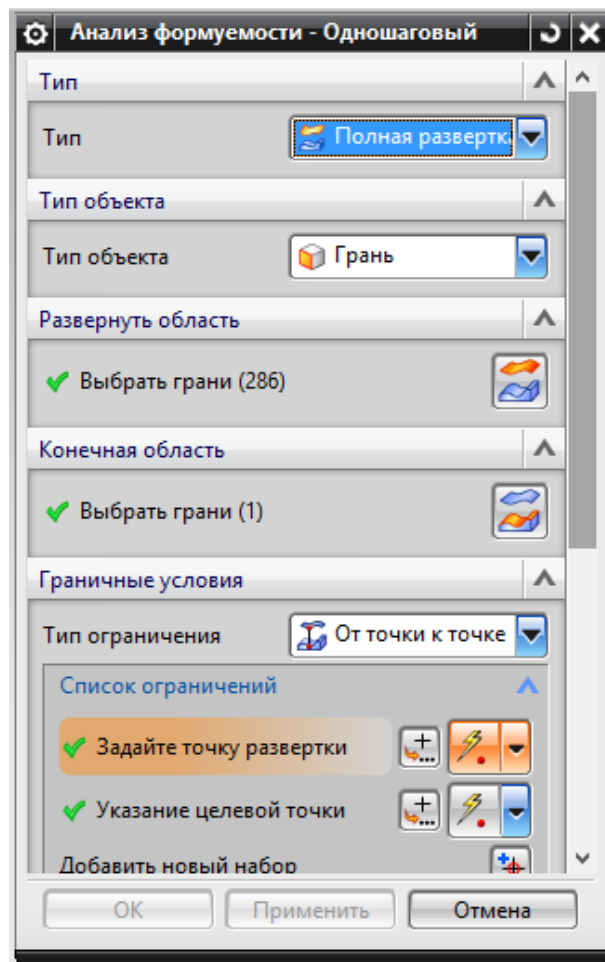 Анализ формуемости - Одношаговый
Тип
Тип Полная развертк
Тип объекта
Тип объекта Грань
Развернуть область
Выбрать грани (286)
Конечная область
Выбрать грани (1)
Граничные условия
Тип ограничения От точки к точке
Список ограничений
Задайте точку развертки
Указание целевой точки
Добавить новый набор
ОК Применить Отмена